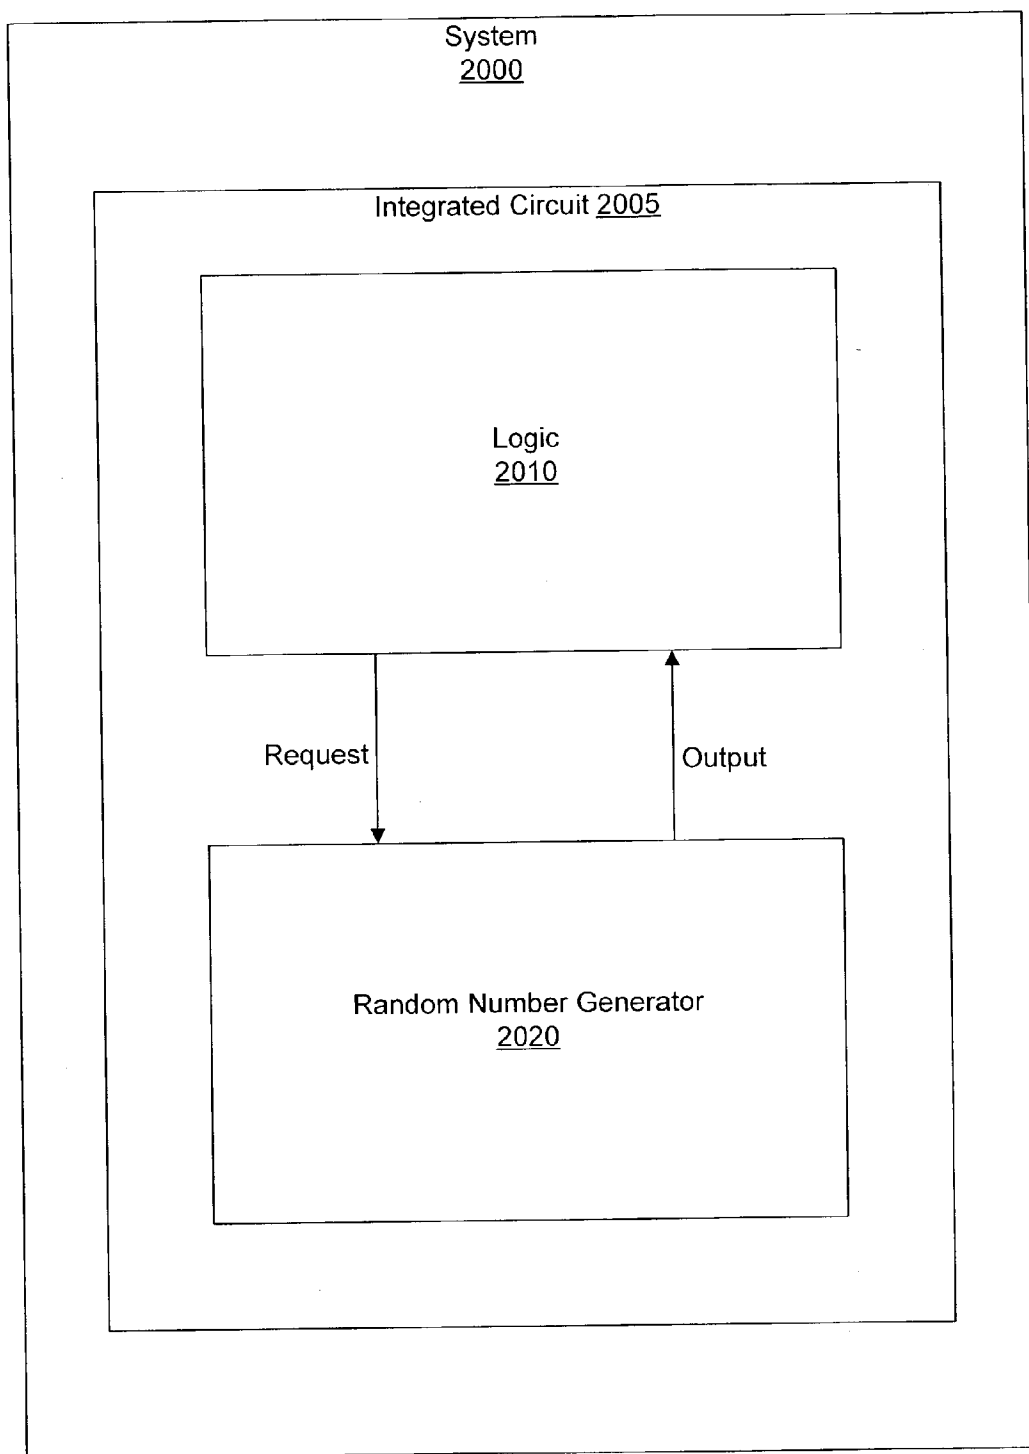 System
2000
Integrated Circuit 2005
Logic
2010
Request
Output
Random Number Generator
2020